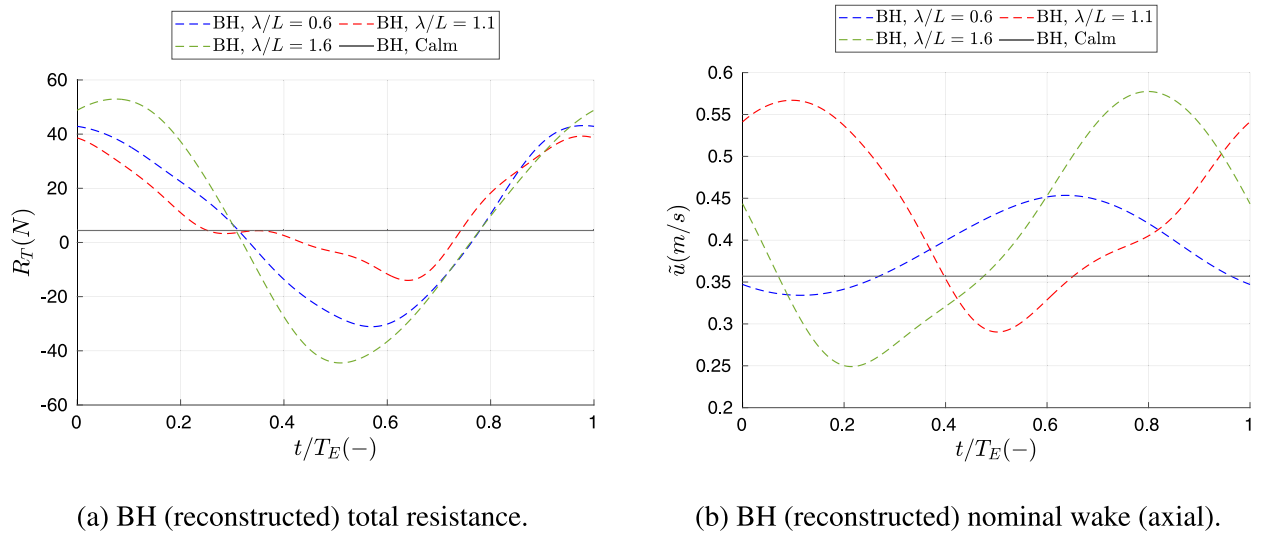 BH, λ/L = 0.6 BH, λ/L = 1.1
BH, λ/L = 1.6 BH, Calm
60
40
20
0
-20
-40
-60
R_T(N)
0 0.2 0.4 0.6 0.8 1
t/T_E(−)
(a) BH (reconstructed) total resistance.
BH, λ/L = 0.6 BH, λ/L = 1.1
BH, λ/L = 1.6 BH, Calm
0.6
0.55
0.5
0.45
0.4
0.35
0.3
0.25
0.2
ũ(m/s)
0 0.2 0.4 0.6 0.8 1
t/T_E(−)
(b) BH (reconstructed) nominal wake (axial).